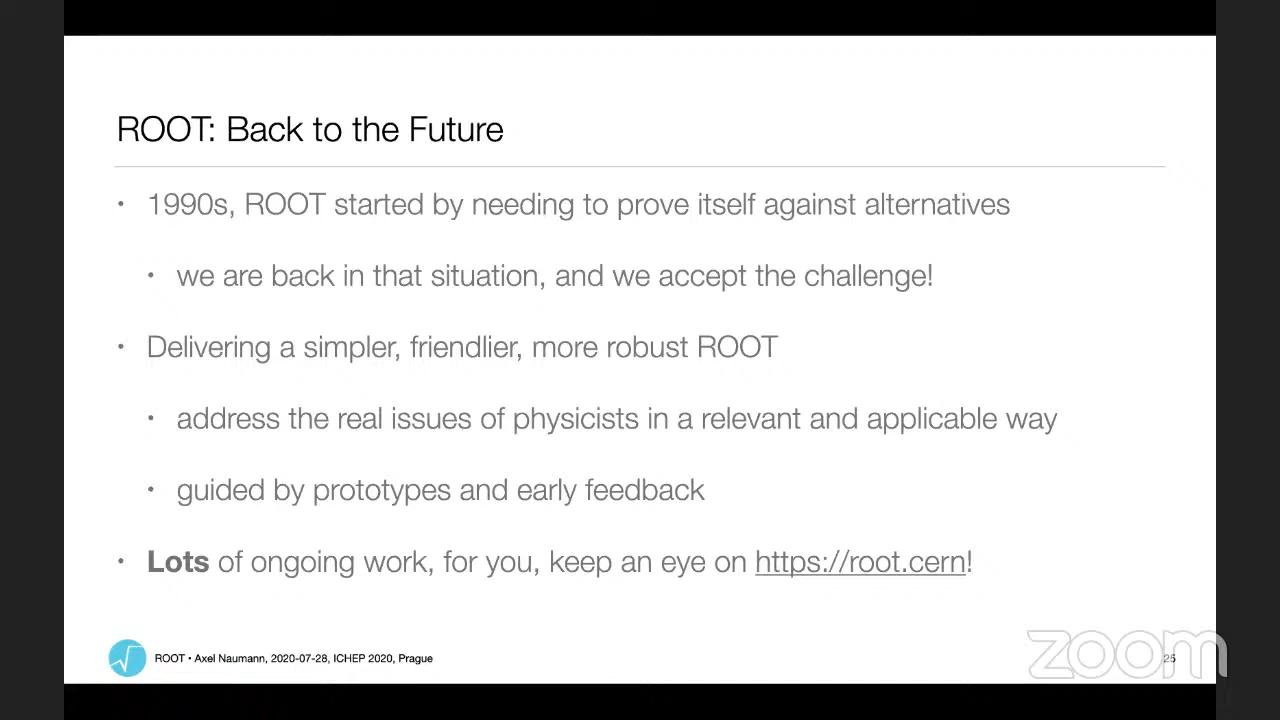 ROOT: Back to the Future
• 1990s, ROOT started by needing to prove itself against alternatives
• we are back in that situation, and we accept the challenge!
• Delivering a simpler, friendlier, more robust ROOT
• address the real issues of physicists in a relevant and applicable way
• guided by prototypes and early feedback
• Lots of ongoing work, for you, keep an eye on https://root.cern!
ROOT • Axel Naumann, 2020-07-28, ICHEP 2020, Prague
zoom
25